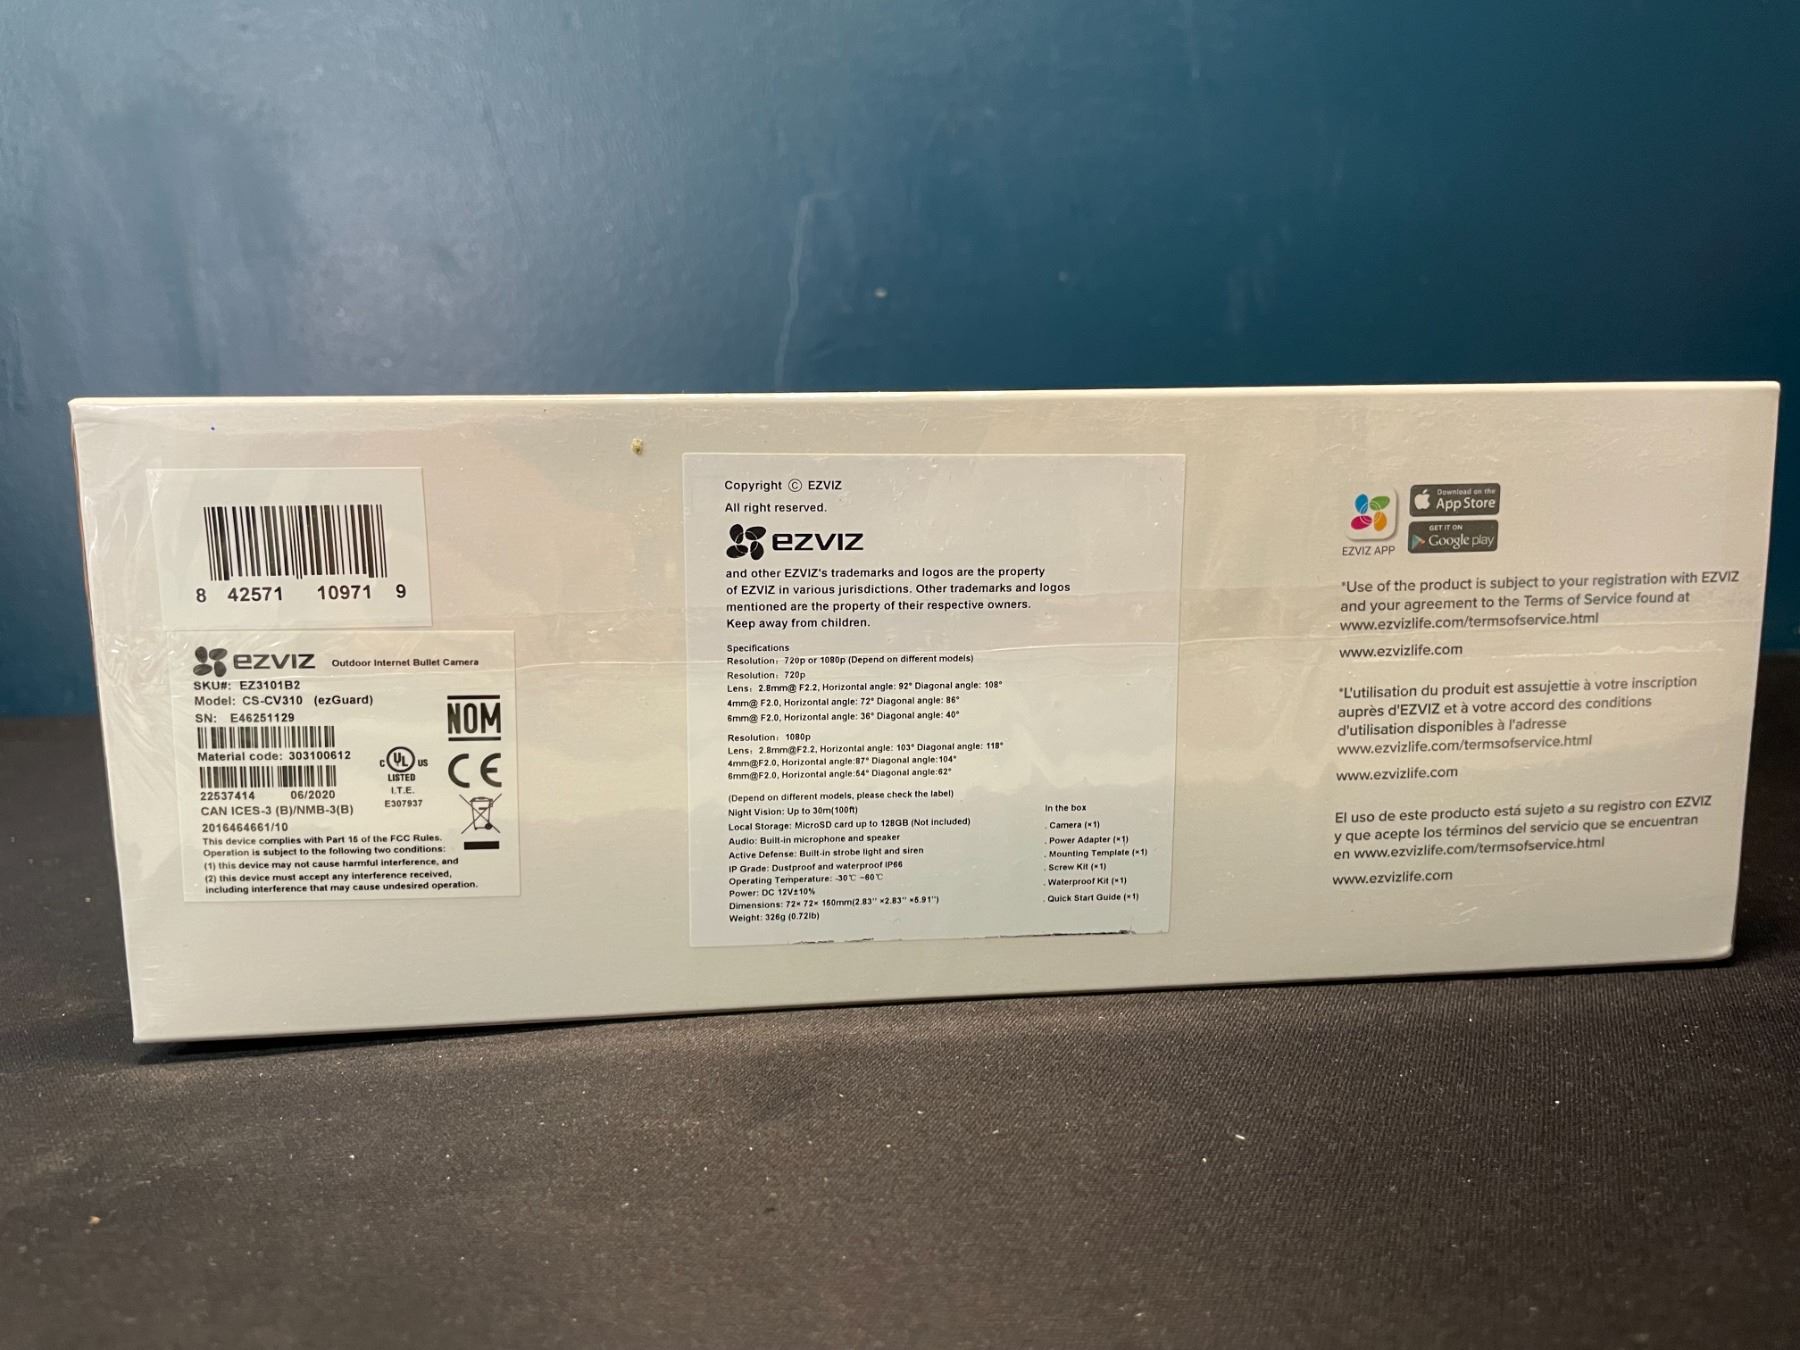 8 42571 10971 9
ezviz Outdoor Internet Bullet Camera
SKU#: EZ3101B2
Model: CS-CV310 (ezGuard)
SN: E46251129
Material code: 303100612
22537414 06/2020
CAN ICES-3 (B)/NMB-3(B)
2016464661/10
This device complies with Part 15 of the FCC Rules.
Operation is subject to the following two conditions:
(1) this device may not cause harmful interference, and
(2) this device must accept any interference received,
including interference that may cause undesired operation.
NOM
C UL US
LISTED
I.T.E.
E307937
CE
Copyright © EZVIZ
All right reserved.
ezviz
and other EZVIZ's trademarks and logos are the property
of EZVIZ in various jurisdictions. Other trademarks and logos
mentioned are the property of their respective owners.
Keep away from children.
Specifications
Resolution: 720p or 1080p (Depend on different models)
Resolution: 720p
Lens: 2.8mm@ F2.2, Horizontal angle: 92° Diagonal angle: 108°
4mm@ F2.0, Horizontal angle: 72° Diagonal angle: 86°
6mm@ F2.0, Horizontal angle: 36° Diagonal angle: 40°
Resolution: 1080p
Lens: 2.8mm@F2.2, Horizontal angle: 103° Diagonal angle: 118°
4mm@F2.0, Horizontal angle:87° Diagonal angle:104°
6mm@F2.0, Horizontal angle:54° Diagonal angle:62°
(Depend on different models, please check the label)
Night Vision: Up to 30m(100ft)
Local Storage: MicroSD card up to 128GB (Not included)
Audio: Built-in microphone and speaker
Active Defense: Built-in strobe light and siren
IP Grade: Dustproof and waterproof IP66
Operating Temperature: -30℃ ~60℃
Power: DC 12V±10%
Dimensions: 72× 72× 150mm(2.83'' ×2.83'' ×5.91'')
Weight: 326g (0.72lb)
In the box
. Camera (×1)
. Power Adapter (×1)
. Mounting Template (×1)
. Screw Kit (×1)
. Waterproof Kit (×1)
. Quick Start Guide (×1)
EZVIZ APP
Download on the
App Store
GET IT ON
Google play
*Use of the product is subject to your registration with EZVIZ
and your agreement to the Terms of Service found at
www.ezvizlife.com/termsofservice.html
www.ezvizlife.com
*L'utilisation du produit est assujettie à votre inscription
auprès d'EZVIZ et à votre accord des conditions
d'utilisation disponibles à l'adresse
www.ezvizlife.com/termsofservice.html
www.ezvizlife.com
El uso de este producto está sujeto a su registro con EZVIZ
y que acepte los términos del servicio que se encuentran
en www.ezvizlife.com/termsofservice.html
www.ezvizlife.com